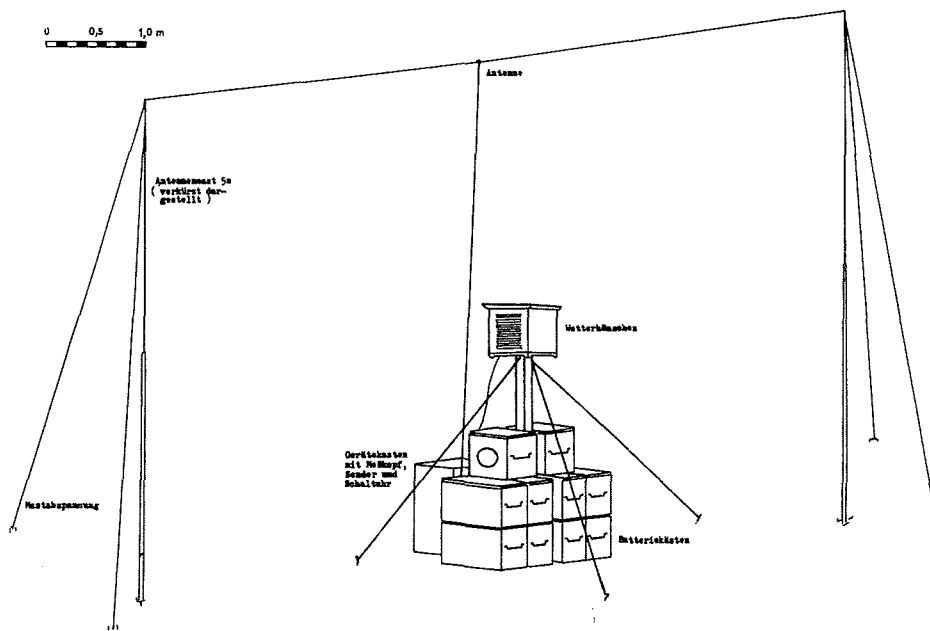 0 0,5 1,0 m
Antenne
Antennenmast 5m
( verkürzt dar-
gestellt )
Wetterhäuschen
Gerätekasten
mit Meßkopf,
Sender und
Schaltuhr
Mastabspannung
Batteriekästen